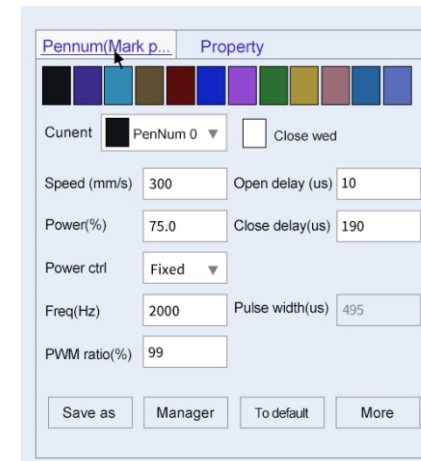 Pennum(Mark p... Property
Cunent PenNum 0 Close wed
Speed (mm/s) 300 Open delay (us) 10
Power(%) 75.0 Close delay(us) 190
Power ctrl Fixed
Freq(Hz) 2000 Pulse width(us) 495
PWM ratio(%) 99
Save as Manager To default More